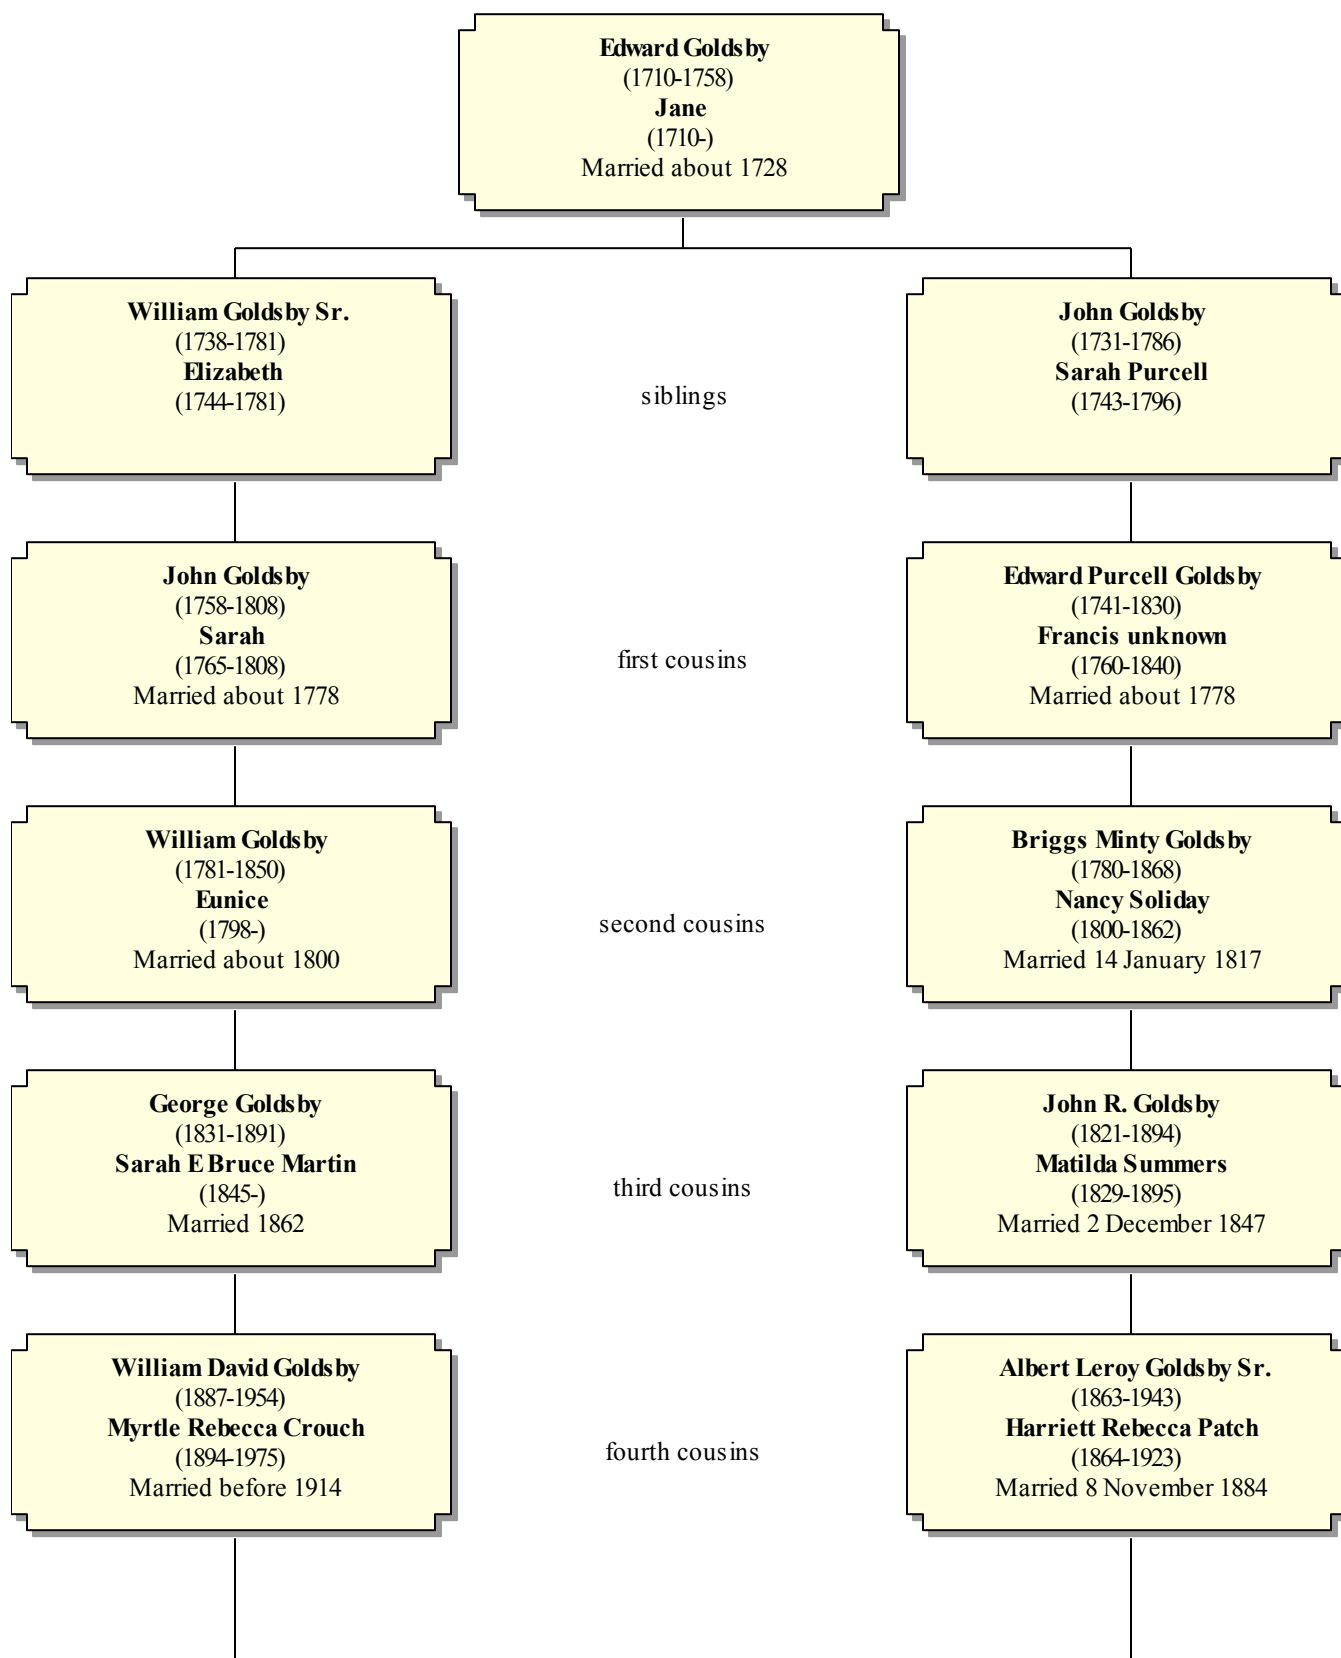 Edward Goldsby
(1710-1758)
Jane
(1710-)
Married about 1728
William Goldsby Sr.
(1738-1781)
Elizabeth
(1744-1781)
siblings
John Goldsby
(1731-1786)
Sarah Purcell
(1743-1796)
John Goldsby
(1758-1808)
Sarah
(1765-1808)
Married about 1778
first cousins
Edward Purcell Goldsby
(1741-1830)
Francis unknown
(1760-1840)
Married about 1778
William Goldsby
(1781-1850)
Eunice
(1798-)
Married about 1800
second cousins
Briggs Minty Goldsby
(1780-1868)
Nancy Soliday
(1800-1862)
Married 14 January 1817
George Goldsby
(1831-1891)
Sarah E Bruce Martin
(1845-)
Married 1862
third cousins
John R. Goldsby
(1821-1894)
Matilda Summers
(1829-1895)
Married 2 December 1847
William David Goldsby
(1887-1954)
Myrtle Rebecca Crouch
(1894-1975)
Married before 1914
fourth cousins
Albert Leroy Goldsby Sr.
(1863-1943)
Harriett Rebecca Patch
(1864-1923)
Married 8 November 1884